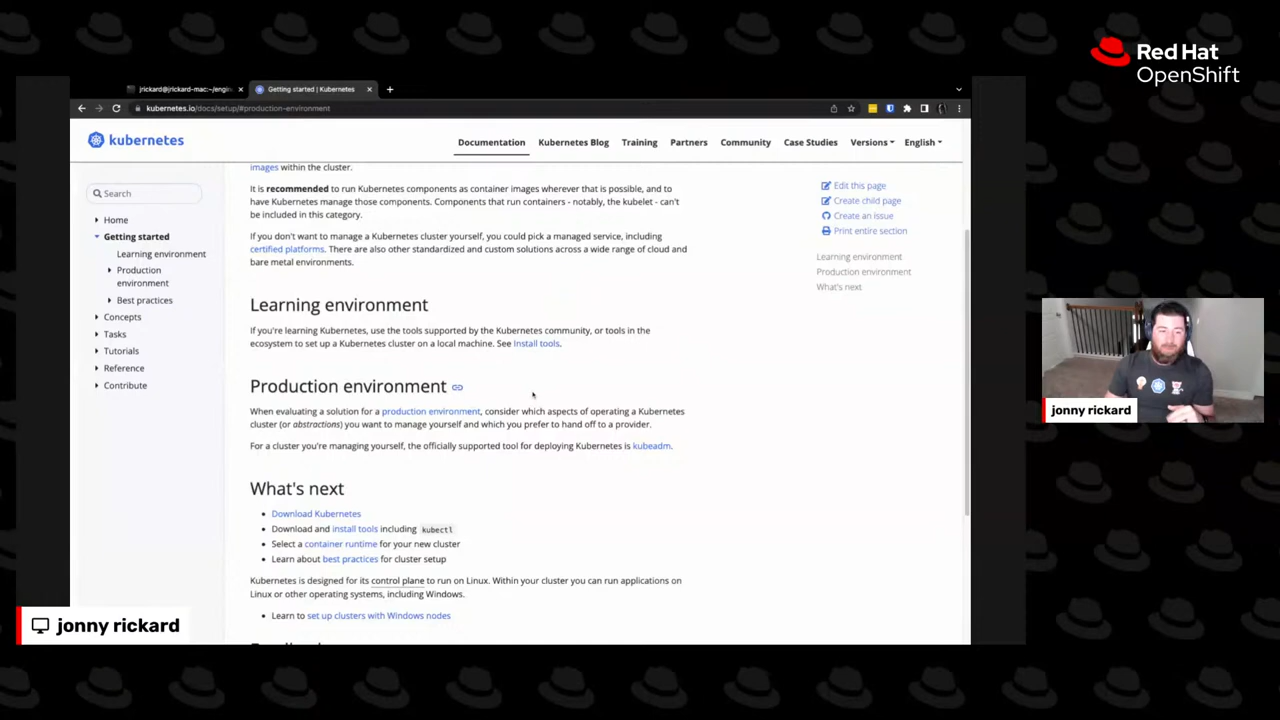 Red Hat
OpenShift
jrickard@jrickard-mac:~/engin
Getting started | Kubernetes
kubernetes.io/docs/setup/#production-environment
kubernetes
Documentation
Kubernetes Blog
Training
Partners
Community
Case Studies
Versions
English
Search
Home
Getting started
Learning environment
Production
environment
Best practices
Concepts
Tasks
Tutorials
Reference
Contribute
images within the cluster.
It is recommended to run Kubernetes components as container images wherever that is possible, and to
have Kubernetes manage those components. Components that run containers - notably, the kubelet - can't
be included in this category.
If you don't want to manage a Kubernetes cluster yourself, you could pick a managed service, including
certified platforms. There are also other standardized and custom solutions across a wide range of cloud and
bare metal environments.
Learning environment
If you're learning Kubernetes, use the tools supported by the Kubernetes community, or tools in the
ecosystem to set up a Kubernetes cluster on a local machine. See Install tools.
Production environment
When evaluating a solution for a production environment, consider which aspects of operating a Kubernetes
cluster (or abstractions) you want to manage yourself and which you prefer to hand off to a provider.
For a cluster you're managing yourself, the officially supported tool for deploying Kubernetes is kubeadm.
What's next
Download Kubernetes
Download and install tools including kubectl
Select a container runtime for your new cluster
Learn about best practices for cluster setup
Kubernetes is designed for its control plane to run on Linux. Within your cluster you can run applications on
Linux or other operating systems, including Windows.
Learn to set up clusters with Windows nodes
Edit this page
Create child page
Create an issue
Print entire section
Learning environment
Production environment
What's next
jonny rickard
jonny rickard